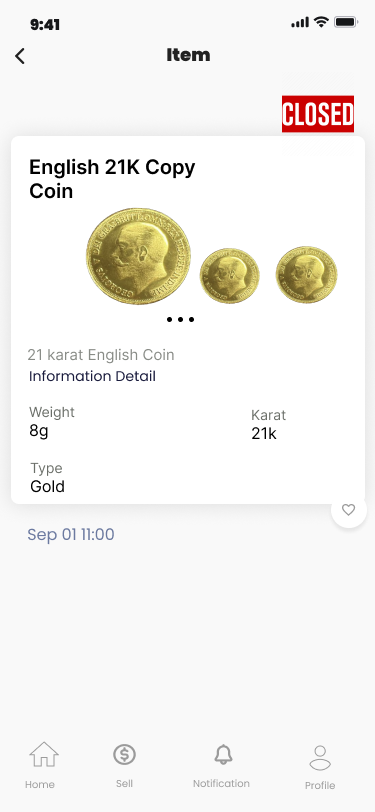 9:41
Item
CLOSED
English 21K Copy
Coin
21 karat English Coin
Information Detail
Weight
Karat
8g
21k
Type
Gold
Sep 01 11:00
Home
Sell
Notification
Profile